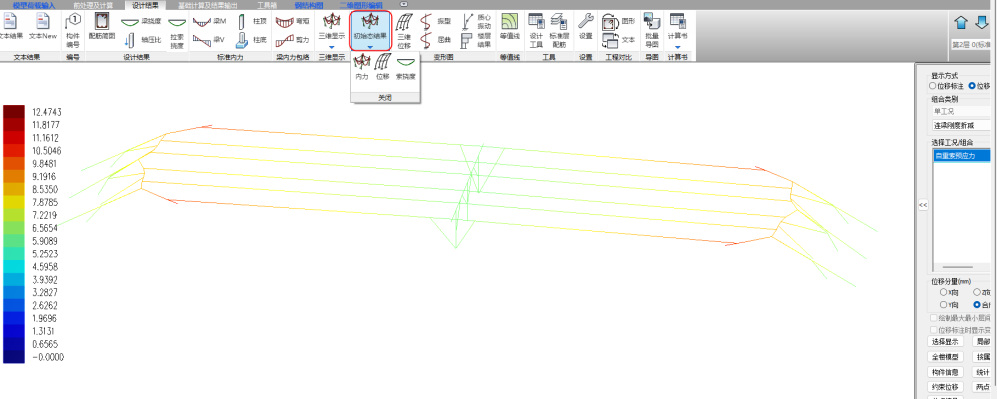 模型荷载输入 前处理及计算 设计结果 基础计算及结果输出 工具箱 钢结构图 二维图形编辑
文本结果 文本New 构件编号 配筋简图 梁挠度 轴压比 拉索挠度 梁M 梁V 柱顶 柱底 弯矩 剪力 三维显示 初始态结果 三维位移 振型 屈曲 质心振动 楼层结果 等值线 设计工具 标准层配筋 设置 图形 文本 批量导图 计算书
文本结果 编号 设计结果 标准内力 梁内力包络 三维显示 变形图 等值线 工具 设置 工程对比 导图 计算书
第2层 0(标准
内力 位移 索挠度
关闭
12.4743
11.8177
11.1612
10.5046
9.8481
9.1916
8.5350
7.8785
7.2219
6.5654
5.9089
5.2523
4.5958
3.9392
3.2827
2.6262
1.9696
1.3131
0.6565
-0.0000
显示方式
位移标注 位移
组合类别
单工况
连梁刚度折减
选择工况/组合
自重索预应力
<<
位移分量(mm)
X向 Z向
Y向 合
绘制最大最小层间
位移标注时显示
选择显示 局部
全楼模型 按层
构件信息 统计
约束位移 两点